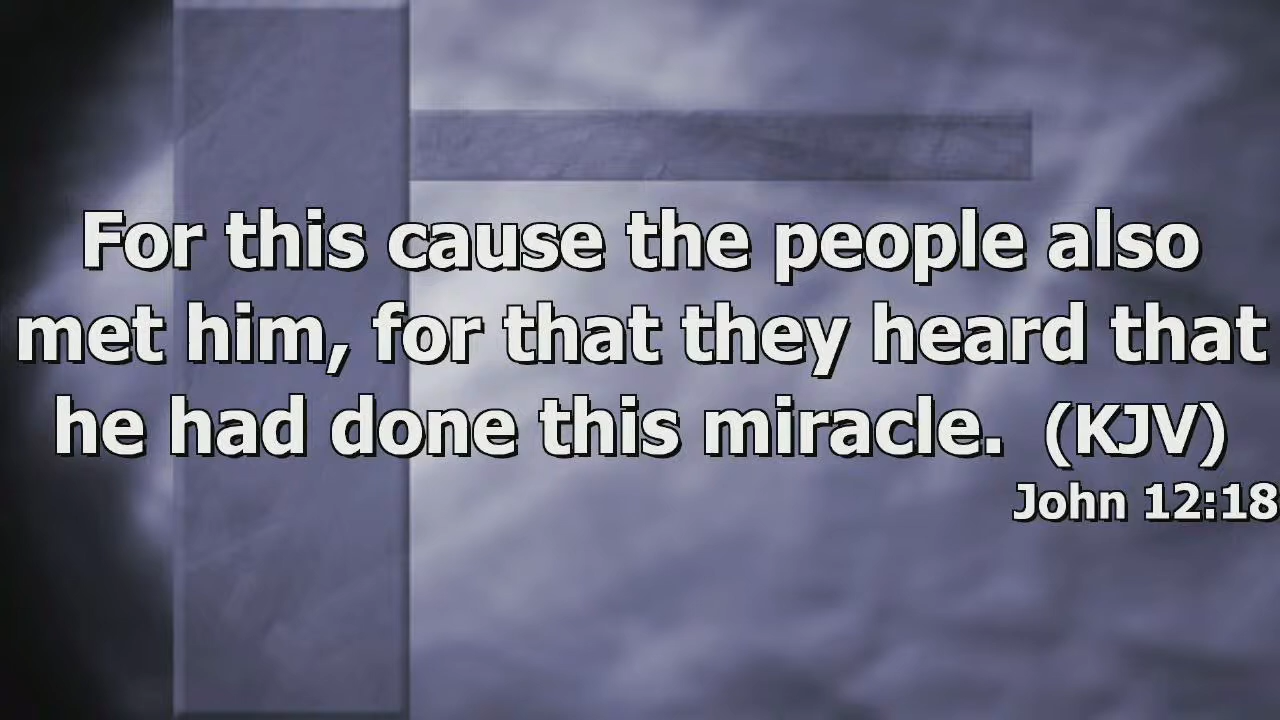 For this cause the people also
met him, for that they heard that
he had done this miracle. (KJV)
John 12:18